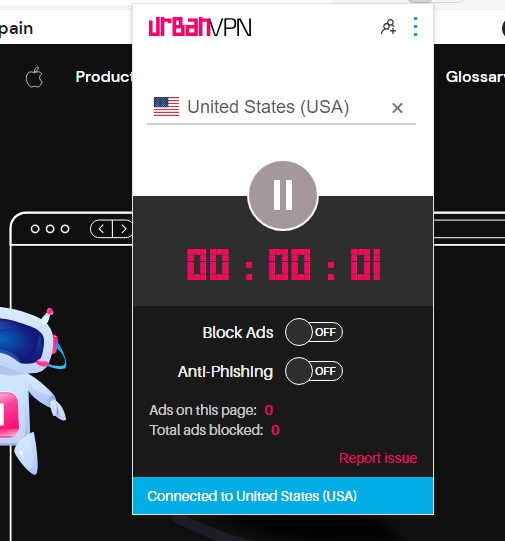 pain
urbanVPN
Product
Glossary
United States (USA)
00 : 00 : 01
Block Ads OFF
Anti-Phishing OFF
Ads on this page: 0
Total ads blocked: 0
Report issue
Connected to United States (USA)